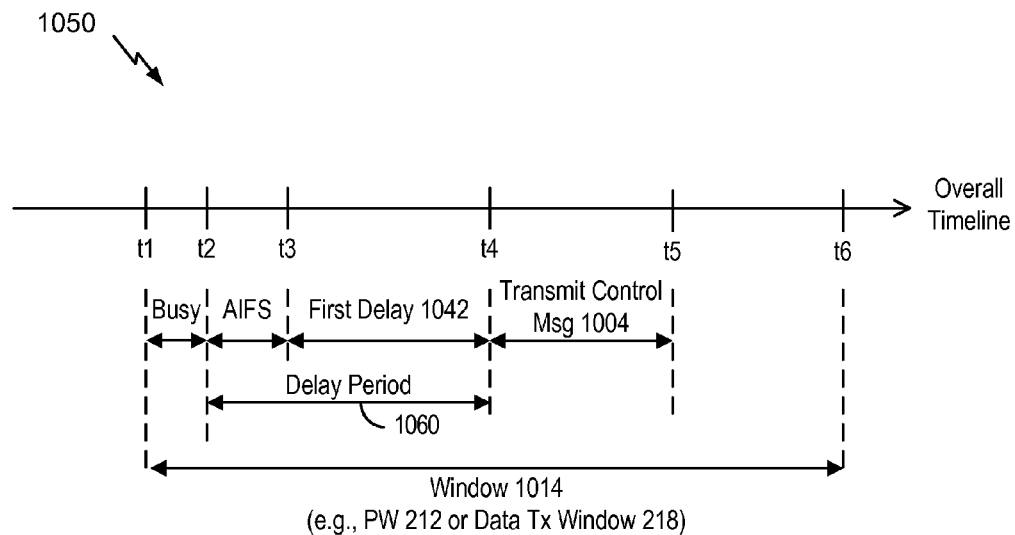 1050
Overall
Timeline
t1 t2 t3 t4 t5 t6
Busy AIFS First Delay 1042 Transmit Control
Msg 1004
Delay Period
1060
Window 1014
(e.g., PW 212 or Data Tx Window 218)